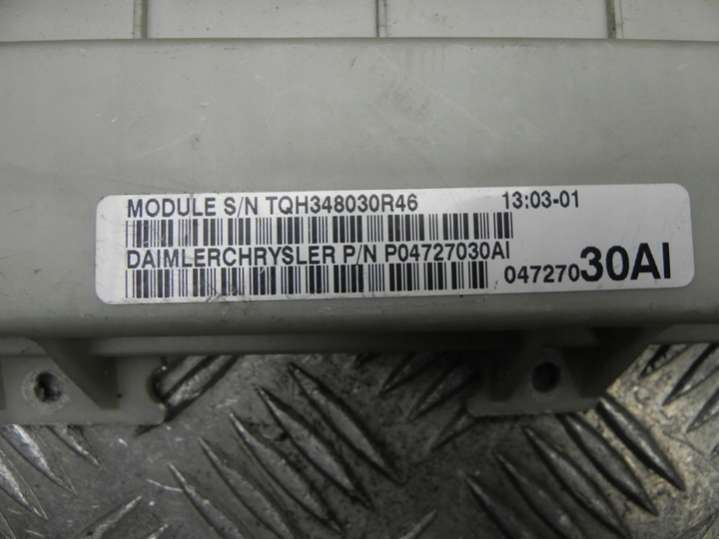 MODULE S/N TQH348030R46 13:03-01
DAIMLERCHRYSLER P/N P04727030AI
04727030AI